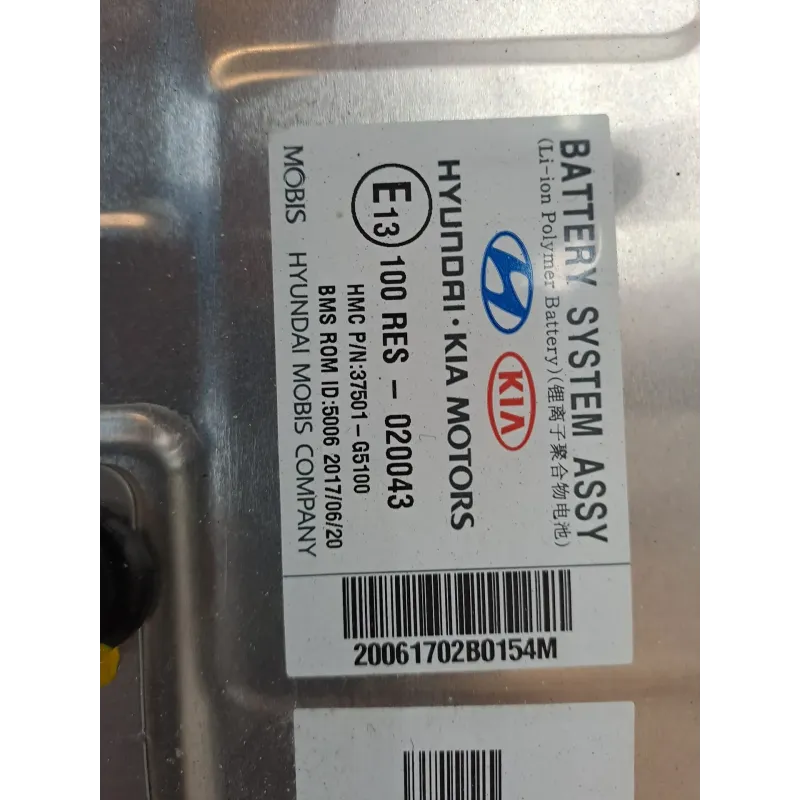 BATTERY SYSTEM ASSY
(Li-ion Polymer Battery)(锂离子聚合物电池)
KIA
HYUNDAI·KIA MOTORS
E13 100 RES - 020043
HMC P/N:37501-G5100
BMS ROM ID:5006 2017/06/20
MOBIS HYUNDAI MOBIS COMPANY
20061702B0154M